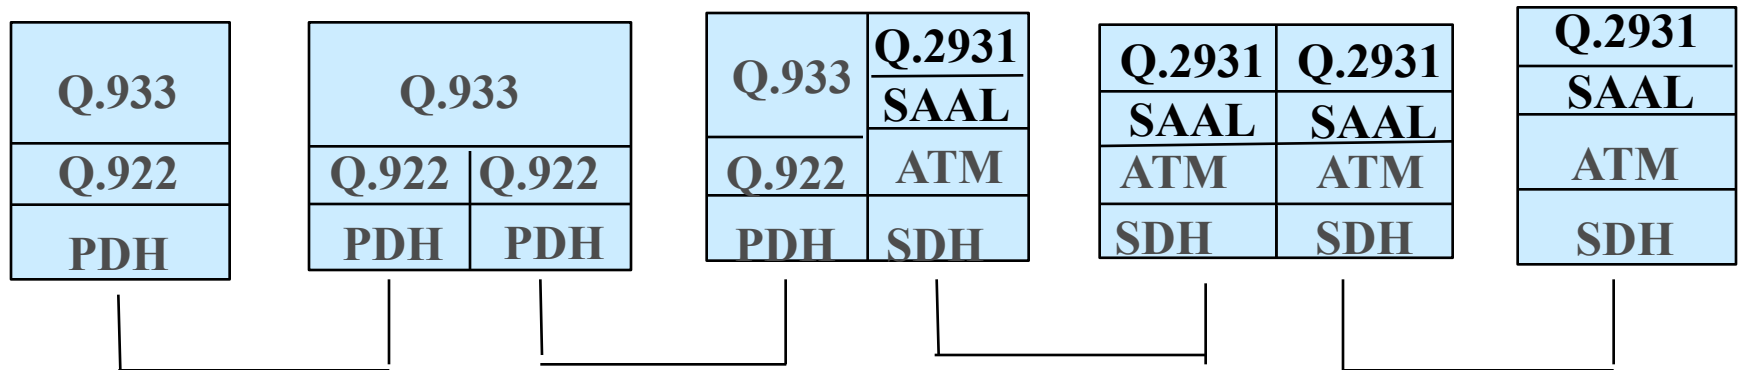 Q.933
Q.922
PDH
Q.933
Q.922 Q.922
PDH PDH
Q.933 Q.2931
SAAL
Q.922 ATM
PDH SDH
Q.2931 Q.2931
SAAL SAAL
ATM ATM
SDH SDH
Q.2931
SAAL
ATM
SDH